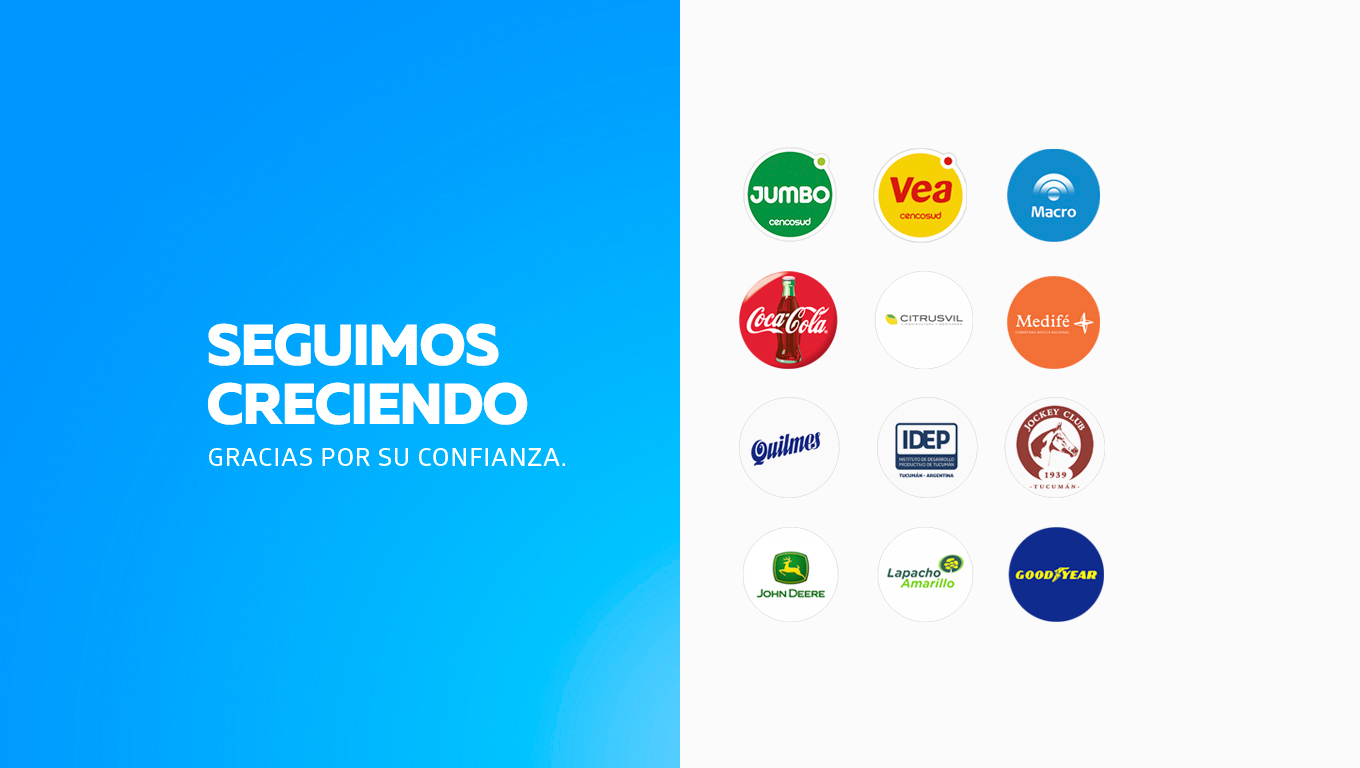 SEGUIMOS
CRECIENDO
GRACIAS POR SU CONFIANZA.
JUMBO
cencosud
Vea
cencosud
Macro
Coca-Cola
CITRUSVIL
Medifé
Quilmes
IDEP
INSTITUTO DE DESARROLLO
PRODUCTIVO DE TUCUMÁN
TUCUMÁN - ARGENTINA
JOCKEY CLUB
1939
- TUCUMÁN -
JOHN DEERE
Lapacho
Amarillo
GOODYEAR